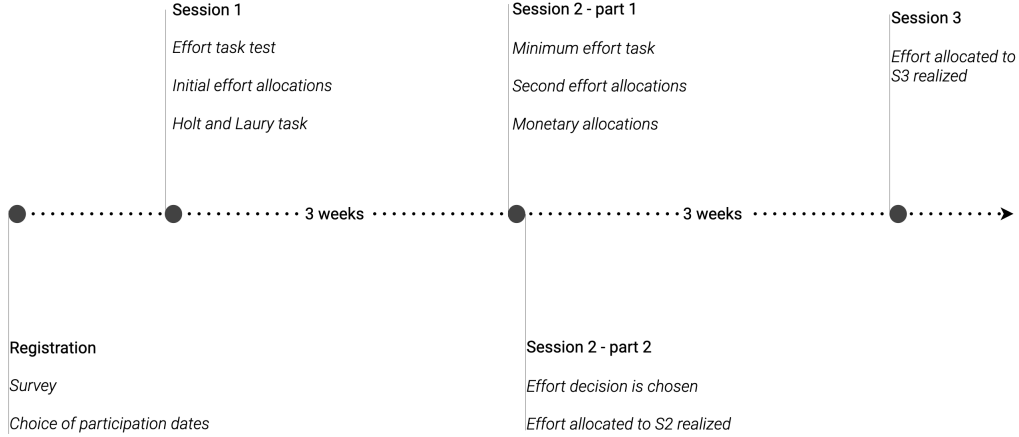 Session 1
Effort task test
Initial effort allocations
Holt and Laury task
Session 2 - part 1
Minimum effort task
Second effort allocations
Monetary allocations
Session 3
Effort allocated to
S3 realized
3 weeks
3 weeks
Registration
Survey
Choice of participation dates
Session 2 - part 2
Effort decision is chosen
Effort allocated to S2 realized